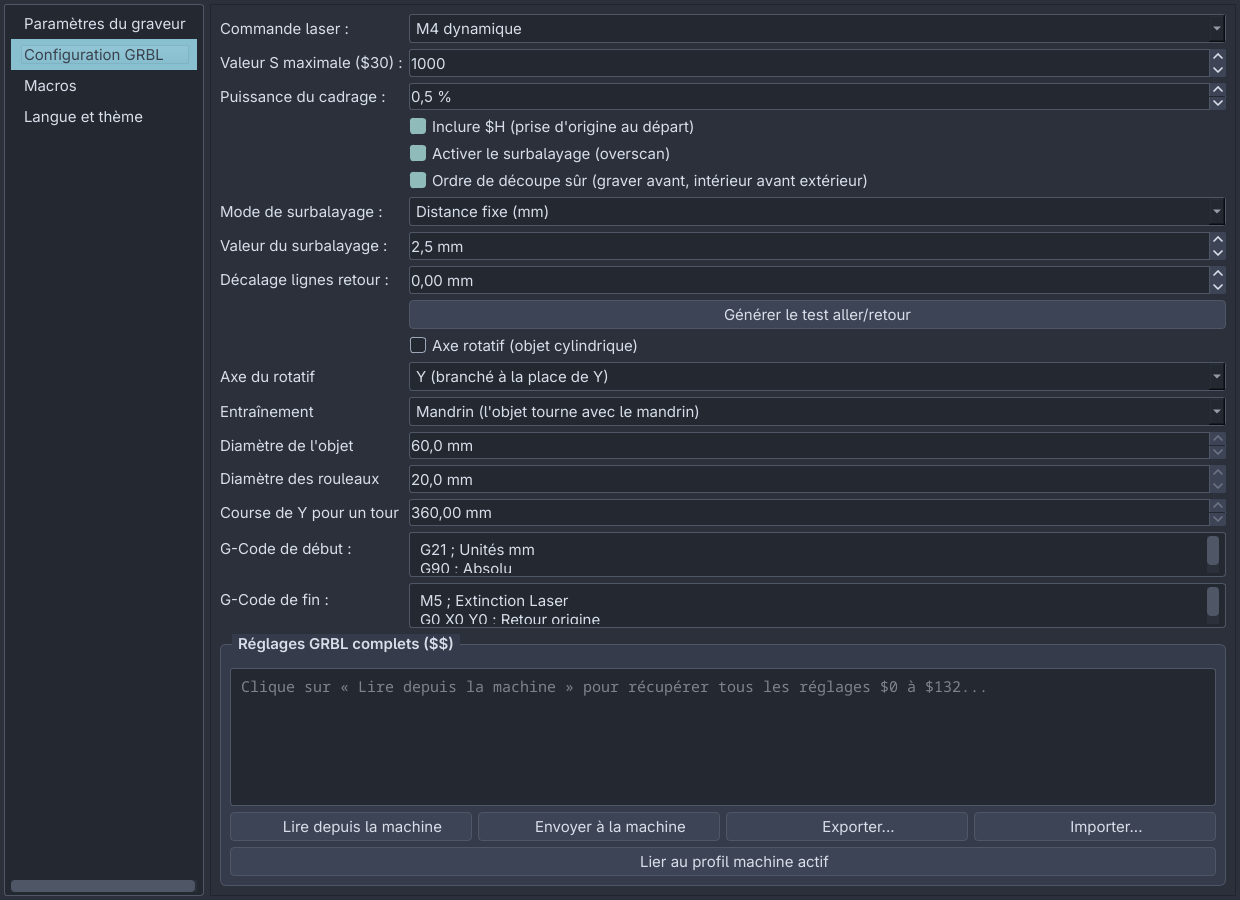 Paramètres du graveur
Configuration GRBL
Macros
Langue et thème
Commande laser :
M4 dynamique
Valeur S maximale ($30) :
1000
Puissance du cadrage :
0,5 %
Inclure $H (prise d'origine au départ)
Activer le surbalayage (overscan)
Ordre de découpe sûr (graver avant, intérieur avant extérieur)
Mode de surbalayage :
Distance fixe (mm)
Valeur du surbalayage :
2,5 mm
Décalage lignes retour :
0,00 mm
Générer le test aller/retour
Axe rotatif (objet cylindrique)
Axe du rotatif
Y (branché à la place de Y)
Entraînement
Mandrin (l'objet tourne avec le mandrin)
Diamètre de l'objet
60,0 mm
Diamètre des rouleaux
20,0 mm
Course de Y pour un tour
360,00 mm
G-Code de début :
G21 ; Unités mm
G90 ; Absolu
G-Code de fin :
M5 ; Extinction Laser
G0 X0 Y0 ; Retour origine
Réglages GRBL complets ($$)
Clique sur « Lire depuis la machine » pour récupérer tous les réglages $0 à $132...
Lire depuis la machine
Envoyer à la machine
Exporter...
Importer...
Lier au profil machine actif